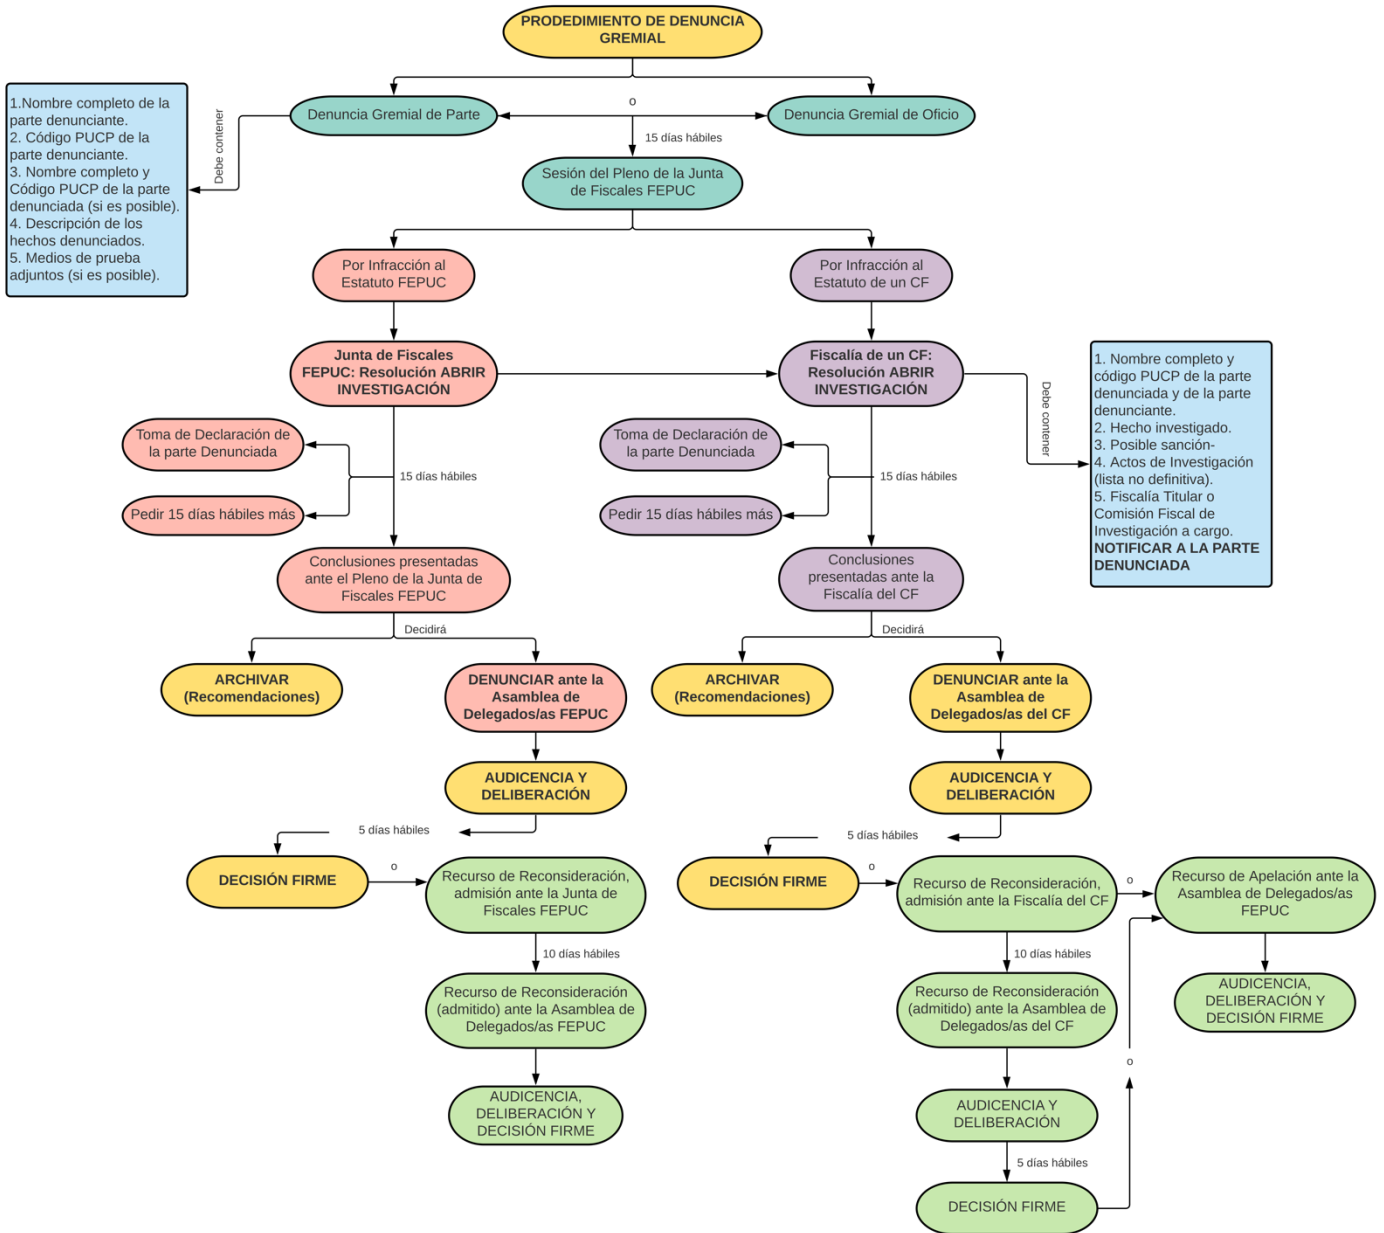 PRODEDIMIENTO DE DENUNCIA
GREMIAL
Denuncia Gremial de Parte
o
Denuncia Gremial de Oficio
Debe contener
1.Nombre completo de la
parte denunciante.
2. Código PUCP de la
parte denunciante.
3. Nombre completo y
Código PUCP de la parte
denunciada (si es posible).
4. Descripción de los
hechos denunciados.
5. Medios de prueba
adjuntos (si es posible).
15 días hábiles
Sesión del Pleno de la Junta
de Fiscales FEPUC
Por Infracción al
Estatuto FEPUC
Por Infracción al
Estatuto de un CF
Junta de Fiscales
FEPUC: Resolución ABRIR
INVESTIGACIÓN
Fiscalía de un CF:
Resolución ABRIR
INVESTIGACIÓN
Debe contener
1. Nombre completo y
código PUCP de la parte
denunciada y de la parte
denunciante.
2. Hecho investigado.
3. Posible sanción-
4. Actos de Investigación
(lista no definitiva).
5. Fiscalía Titular o
Comisión Fiscal de
Investigación a cargo.
NOTIFICAR A LA PARTE
DENUNCIADA
Toma de Declaración de
la parte Denunciada
15 días hábiles
Pedir 15 días hábiles más
Toma de Declaración de
la parte Denunciada
15 días hábiles
Pedir 15 días hábiles más
Conclusiones presentadas
ante el Pleno de la Junta de
Fiscales FEPUC
Conclusiones
presentadas ante la
Fiscalía del CF
Decidirá
Decidirá
ARCHIVAR
(Recomendaciones)
DENUNCIAR ante la
Asamblea de
Delegados/as FEPUC
ARCHIVAR
(Recomendaciones)
DENUNCIAR ante la
Asamblea de
Delegados/as del CF
AUDICENCIA Y
DELIBERACIÓN
AUDICENCIA Y
DELIBERACIÓN
5 días hábiles
5 días hábiles
DECISIÓN FIRME
o
Recurso de Reconsideración,
admisión ante la Junta de
Fiscales FEPUC
DECISIÓN FIRME
o
Recurso de Reconsideración,
admisión ante la Fiscalía del CF
o
Recurso de Apelación ante la
Asamblea de Delegados/as
FEPUC
10 días hábiles
10 días hábiles
Recurso de Reconsideración
(admitido) ante la Asamblea de
Delegados/as FEPUC
Recurso de Reconsideración
(admitido) ante la Asamblea de
Delegados/as del CF
AUDICENCIA,
DELIBERACIÓN Y
DECISIÓN FIRME
o
AUDICENCIA,
DELIBERACIÓN Y
DECISIÓN FIRME
AUDICENCIA Y
DELIBERACIÓN
5 días hábiles
DECISIÓN FIRME